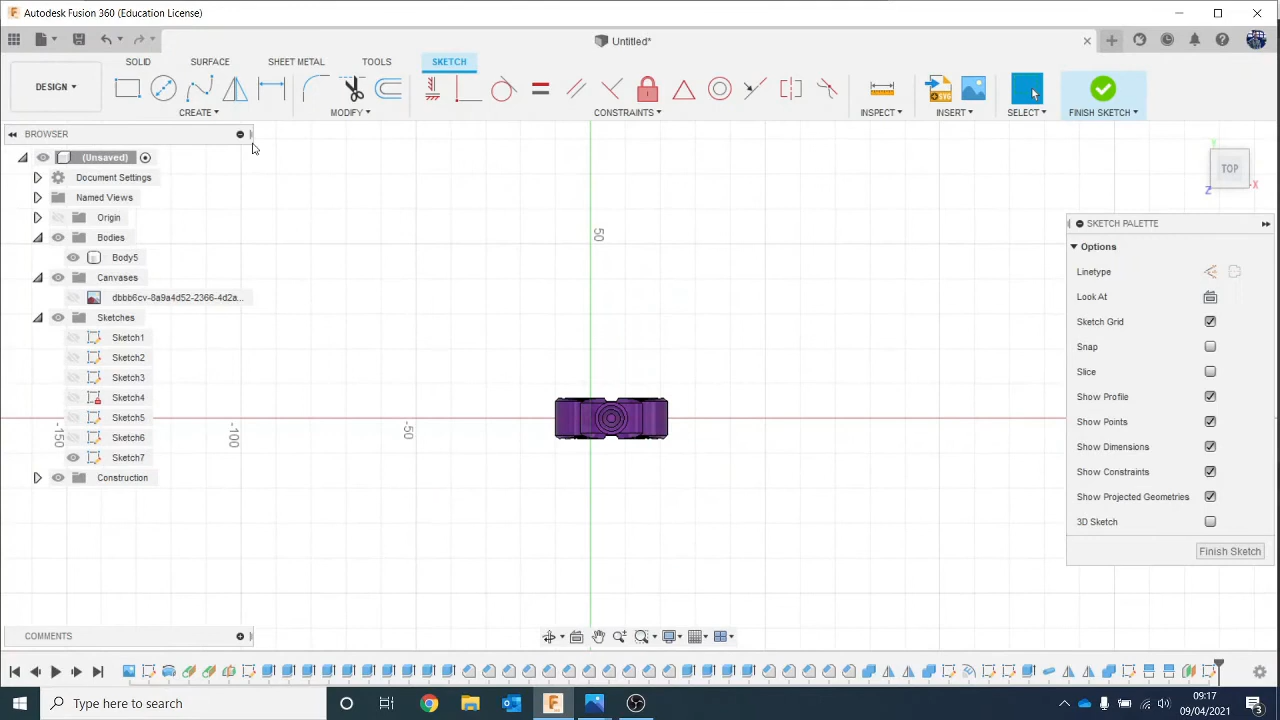 Autodesk Fusion 360 (Education License)
Untitled*
SOLID SURFACE SHEET METAL TOOLS SKETCH
DESIGN
CREATE MODIFY CONSTRAINTS INSPECT INSERT SELECT FINISH SKETCH
SVG
BROWSER
(Unsaved)
Document Settings
Named Views
Origin
Bodies
Body5
Canvases
dbbb6cv-8a9a4d52-2366-4d2a...
Sketches
Sketch1
Sketch2
Sketch3
Sketch4
Sketch5
Sketch6
Sketch7
Construction
50
-150
-100
-50
TOP
Z
X
SKETCH PALETTE
Options
Linetype
Look At
Sketch Grid
Snap
Slice
Show Profile
Show Points
Show Dimensions
Show Constraints
Show Projected Geometries
3D Sketch
Finish Sketch
COMMENTS
Type here to search
09:17
09/04/2021
3